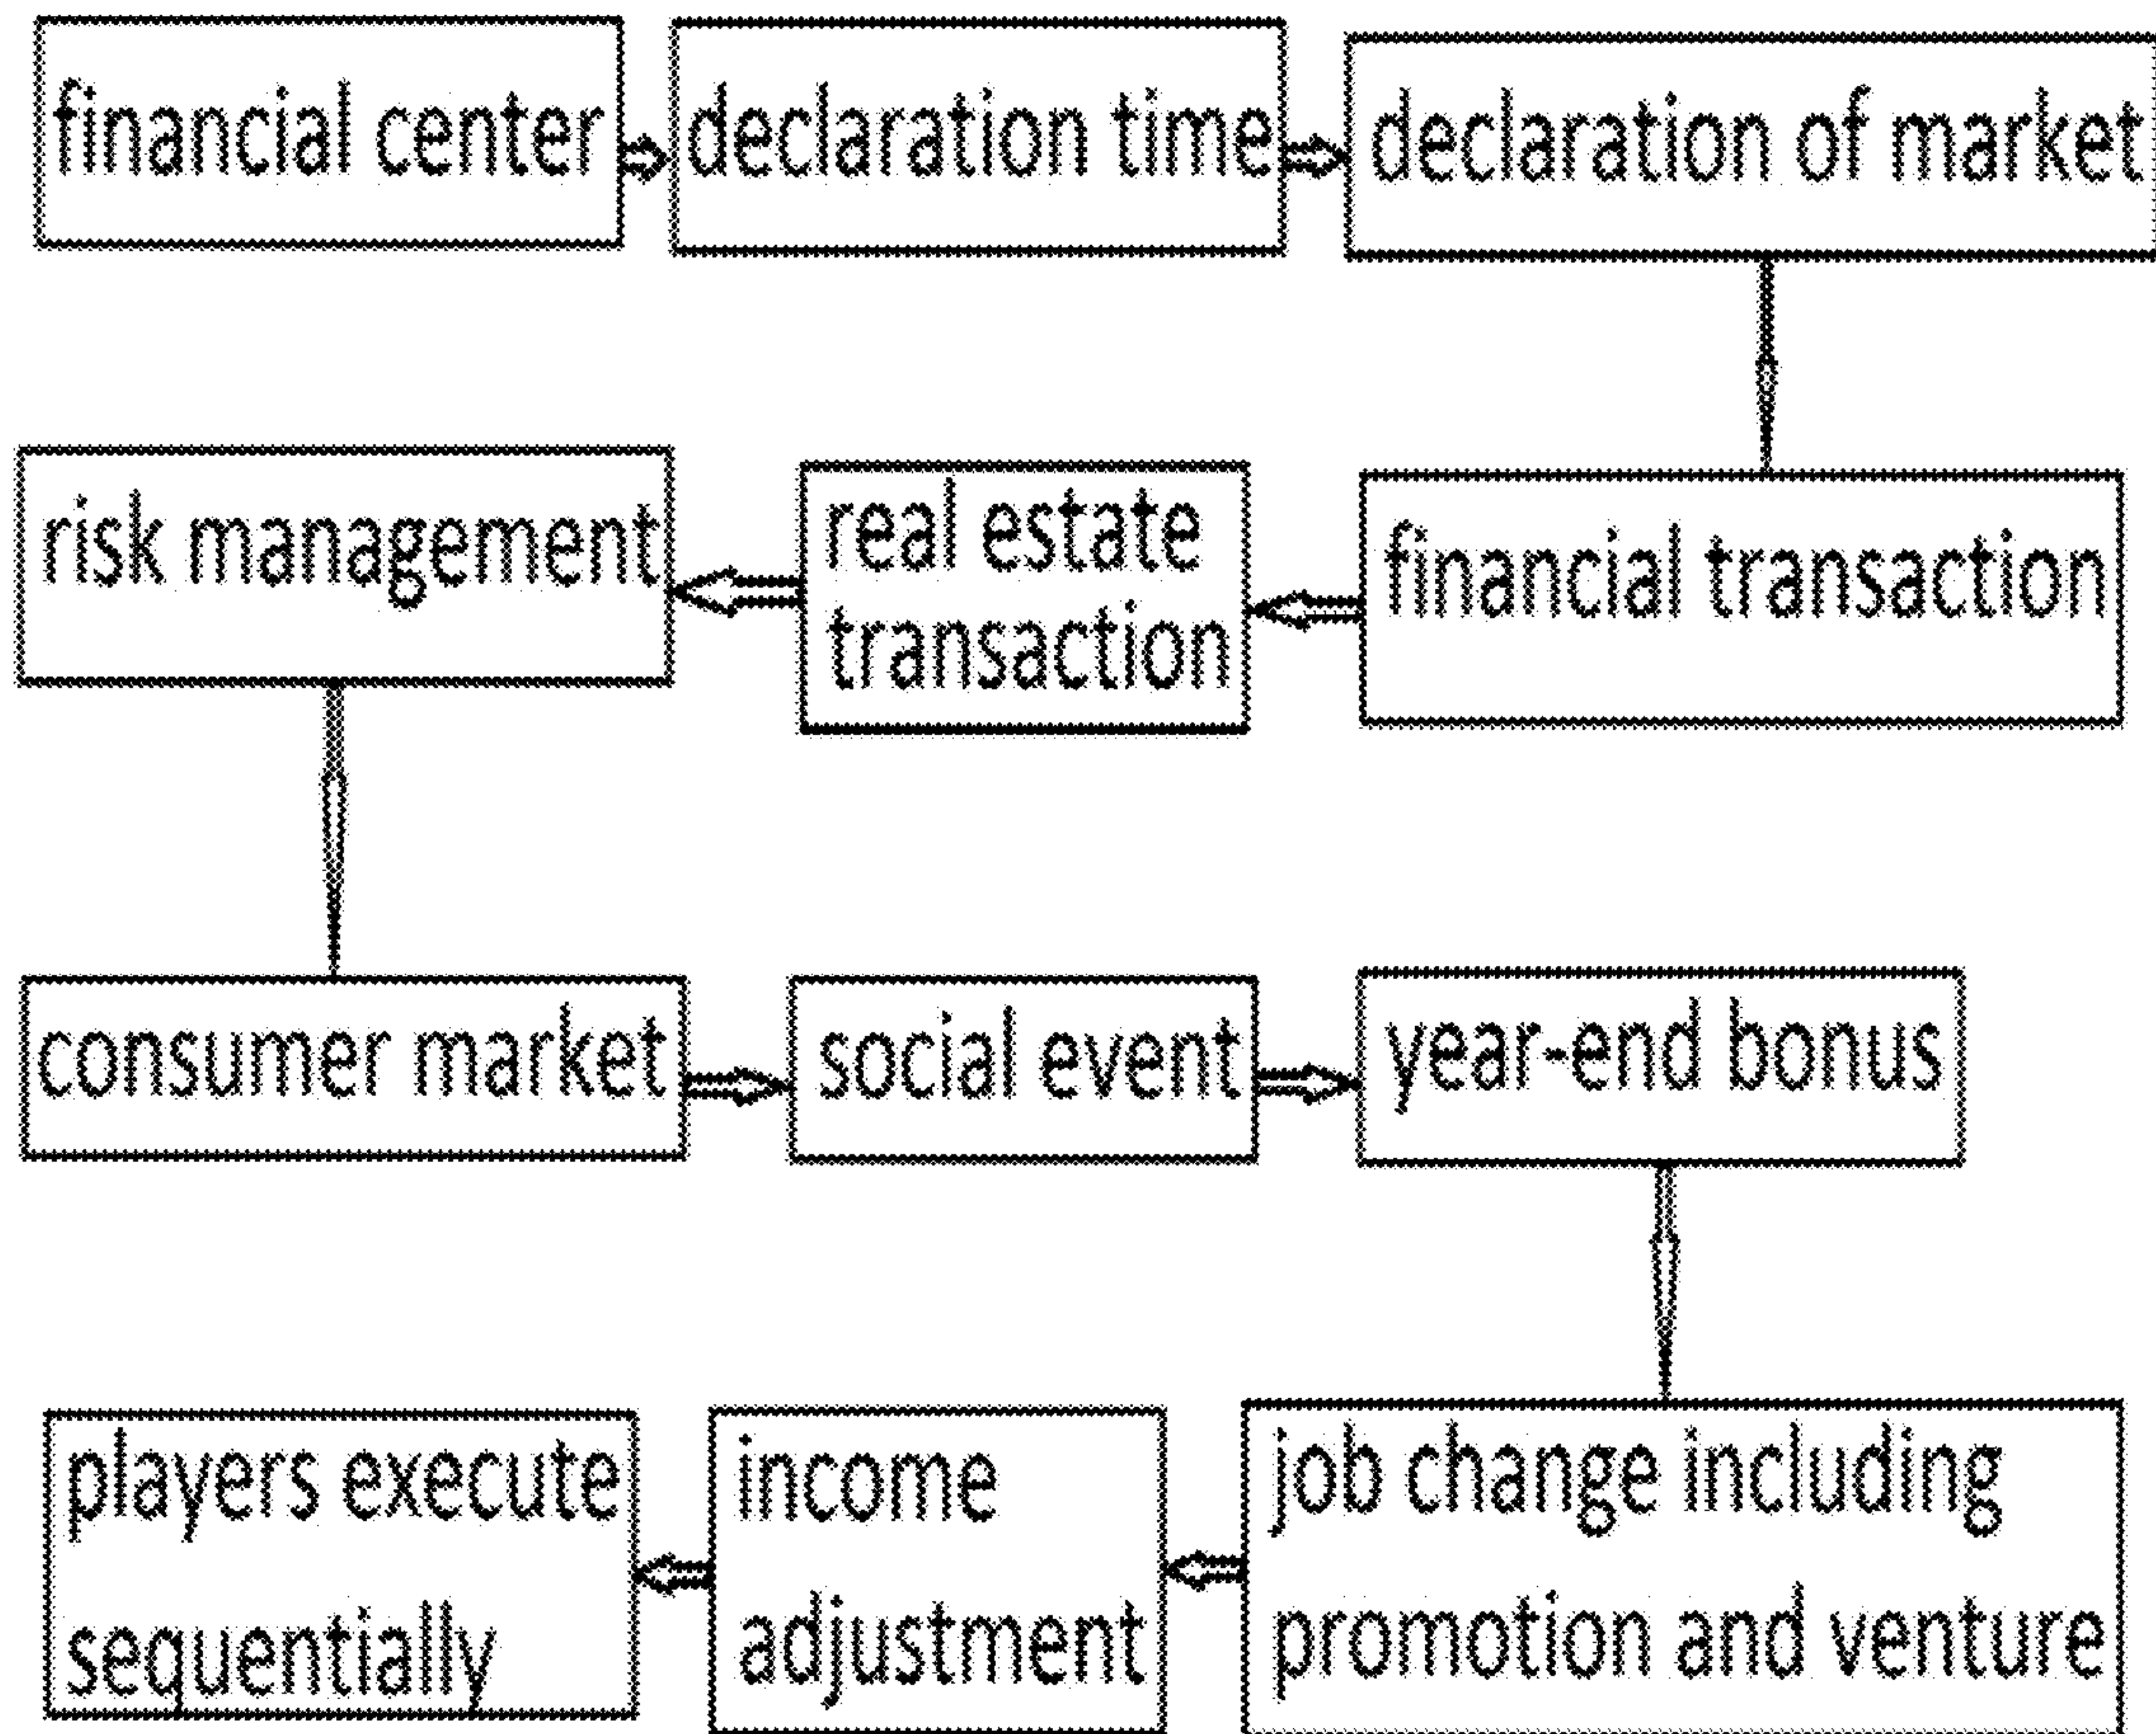 financial center
declaration time
declaration of market
risk management
real estate
transaction
financial transaction
consumer market
social event
year-end bonus
players execute
sequentially
income
adjustment
job change including
promotion and venture